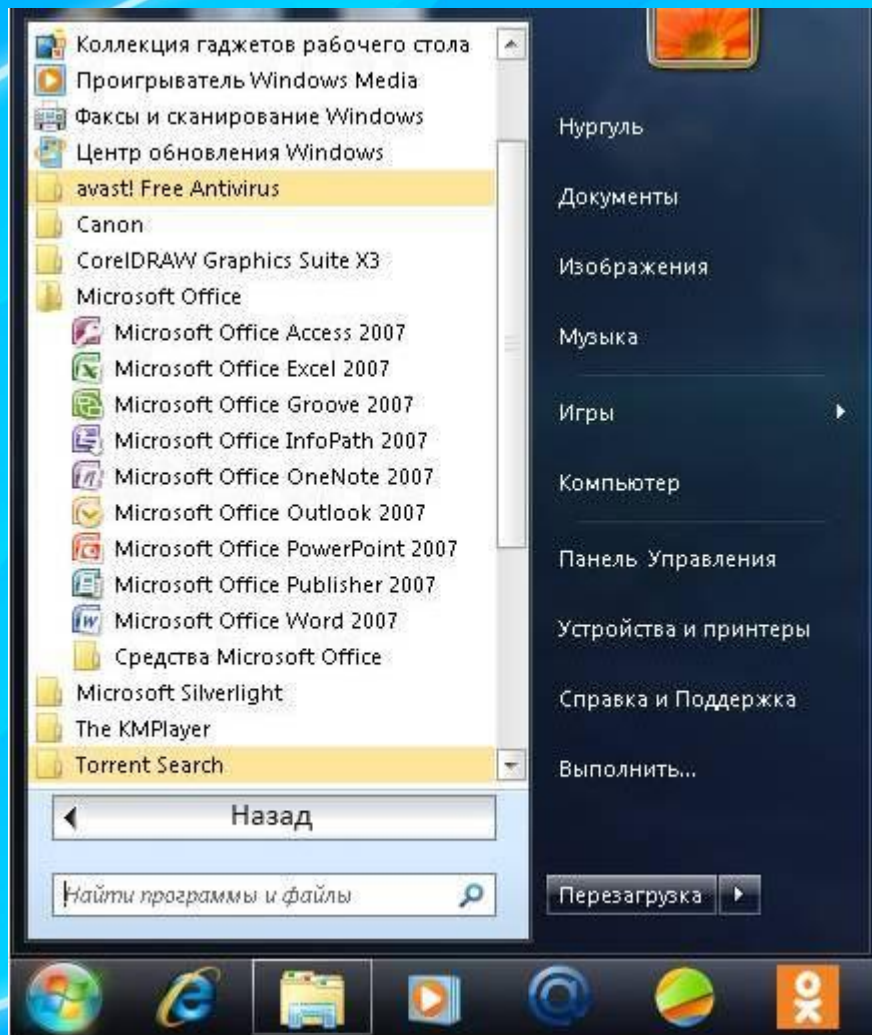 Коллекция гаджетов рабочего стола
Проигрыватель Windows Media
Факсы и сканирование Windows
Центр обновления Windows
avast! Free Antivirus
Canon
CorelDRAW Graphics Suite X3
Microsoft Office
Microsoft Office Access 2007
Microsoft Office Excel 2007
Microsoft Office Groove 2007
Microsoft Office InfoPath 2007
Microsoft Office OneNote 2007
Microsoft Office Outlook 2007
Microsoft Office PowerPoint 2007
Microsoft Office Publisher 2007
Microsoft Office Word 2007
Средства Microsoft Office
Microsoft Silverlight
The KMPlayer
Torrent Search
Назад
Найти программы и файлы
Нургуль
Документы
Изображения
Музыка
Игры
Компьютер
Панель Управления
Устройства и принтеры
Справка и Поддержка
Выполнить...
Перезагрузка